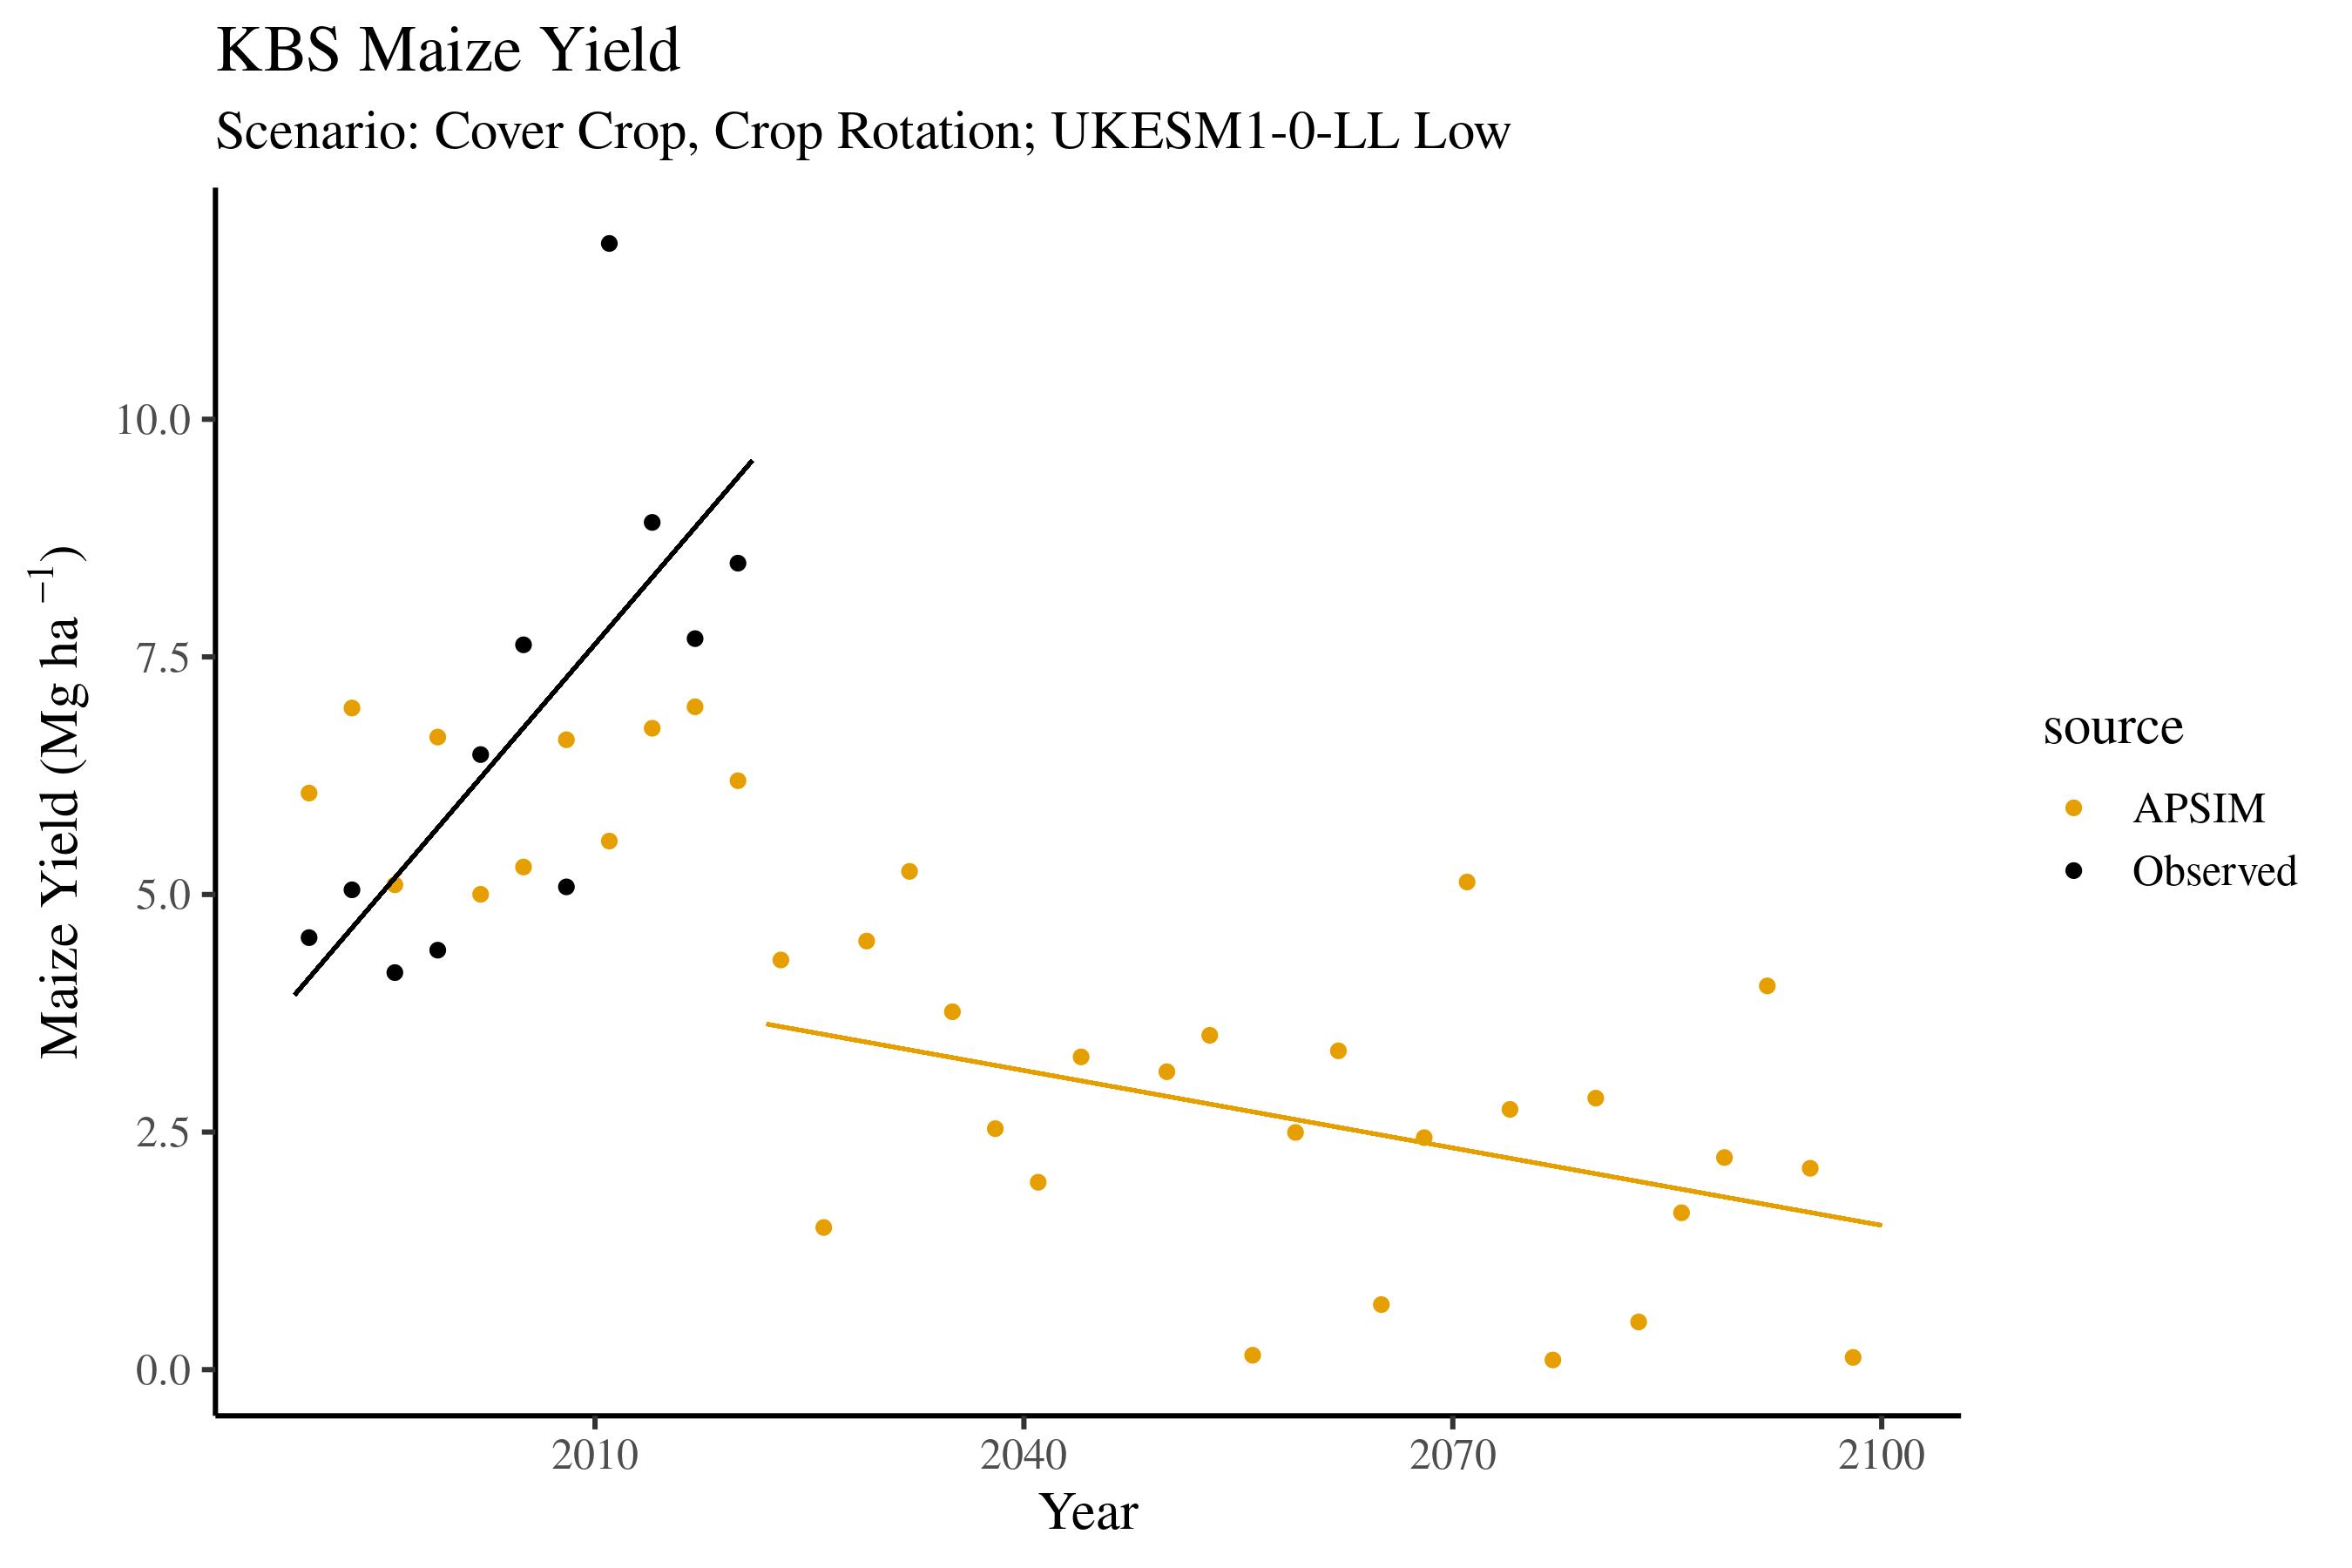 KBS Maize Yield
Scenario: Cover Crop, Crop Rotation; UKESM1-0-LL Low
Maize Yield (Mg ha −1)
10.0
7.5
5.0
2.5
0.0
2010 2040 2070 2100
Year
source
APSIM
Observed